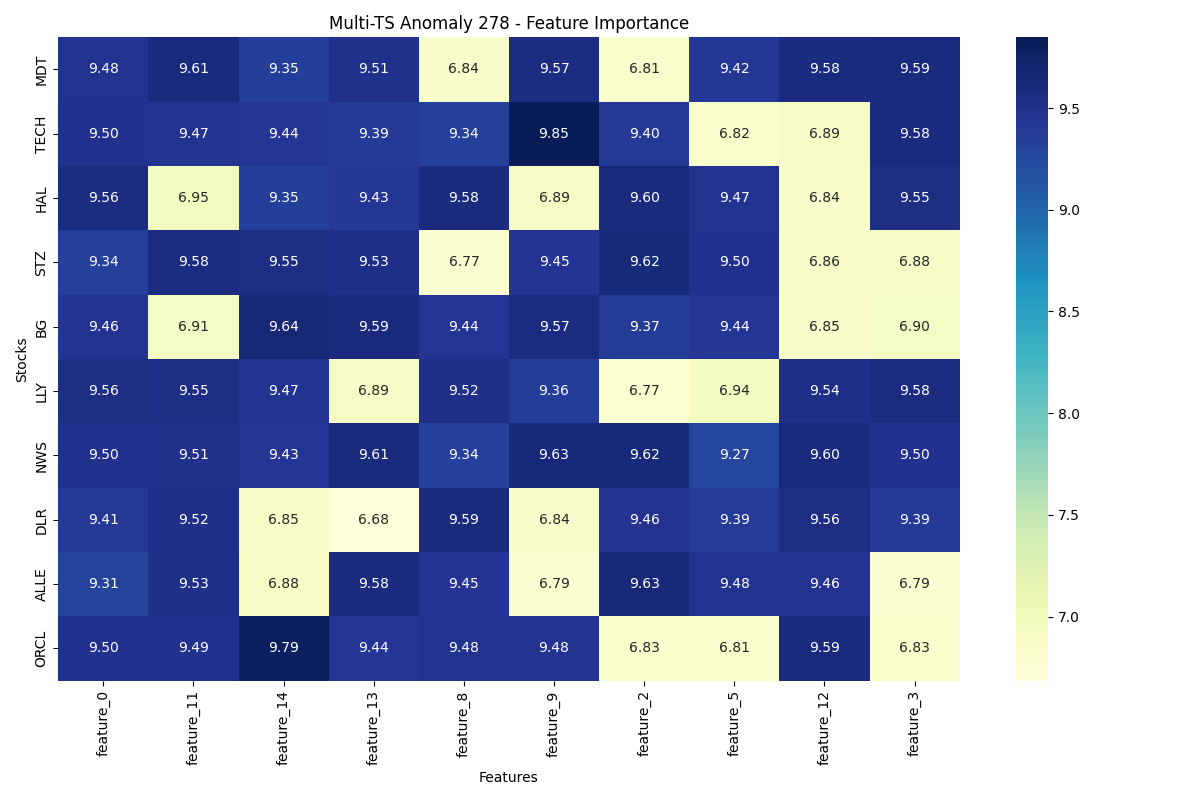 Multi-TS Anomaly 278 - Feature Importance
Stocks
MDT 9.48 9.61 9.35 9.51 6.84 9.57 6.81 9.42 9.58 9.59
TECH 9.50 9.47 9.44 9.39 9.34 9.85 9.40 6.82 6.89 9.58
HAL 9.56 6.95 9.35 9.43 9.58 6.89 9.60 9.47 6.84 9.55
STZ 9.34 9.58 9.55 9.53 6.77 9.45 9.62 9.50 6.86 6.88
BG 9.46 6.91 9.64 9.59 9.44 9.57 9.37 9.44 6.85 6.90
LLY 9.56 9.55 9.47 6.89 9.52 9.36 6.77 6.94 9.54 9.58
NWS 9.50 9.51 9.43 9.61 9.34 9.63 9.62 9.27 9.60 9.50
DLR 9.41 9.52 6.85 6.68 9.59 6.84 9.46 9.39 9.56 9.39
ALLE 9.31 9.53 6.88 9.58 9.45 6.79 9.63 9.48 9.46 6.79
ORCL 9.50 9.49 9.79 9.44 9.48 9.48 6.83 6.81 9.59 6.83
feature_0 feature_11 feature_14 feature_13 feature_8 feature_9 feature_2 feature_5 feature_12 feature_3
Features
9.5
9.0
8.5
8.0
7.5
7.0